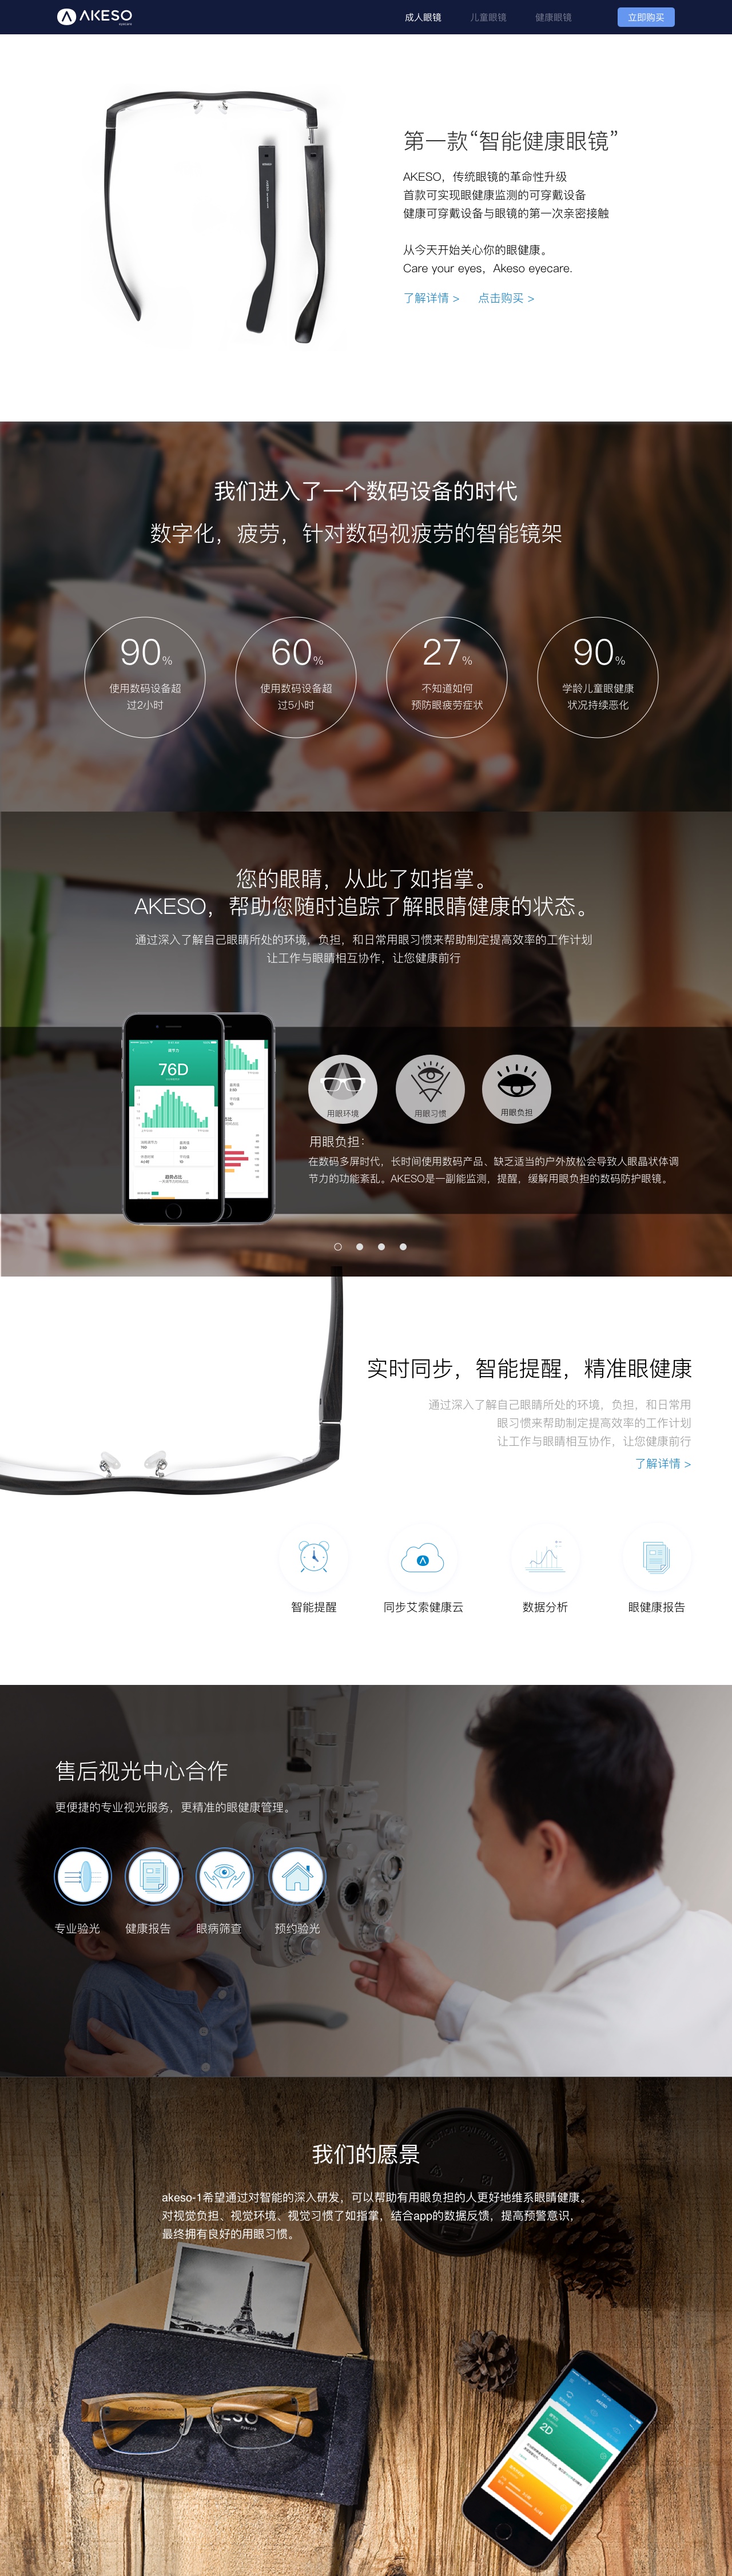 AKESO
eyecare
成人眼镜
儿童眼镜
健康眼镜
立即购买
第一款“智能健康眼镜”
AKESO，传统眼镜的革命性升级
首款可实现眼健康监测的可穿戴设备
健康可穿戴设备与眼镜的第一次亲密接触
从今天开始关心你的眼健康。
Care your eyes，Akeso eyecare.
了解详情 >
点击购买 >
我们进入了一个数码设备的时代
数字化，疲劳，针对数码视疲劳的智能镜架
90%
使用数码设备超
过2小时
60%
使用数码设备超
过5小时
27%
不知道如何
预防眼疲劳症状
90%
学龄儿童眼健康
状况持续恶化
您的眼睛，从此了如指掌。
AKESO，帮助您随时追踪了解眼睛健康的状态。
通过深入了解自己眼睛所处的环境，负担，和日常用眼习惯来帮助制定提高效率的工作计划
让工作与眼睛相互协作，让您健康前行
76D
用眼环境
用眼习惯
用眼负担
用眼负担：
在数码多屏时代，长时间使用数码产品、缺乏适当的户外放松会导致人眼晶状体调
节力的功能紊乱。AKESO是一副能监测，提醒，缓解用眼负担的数码防护眼镜。
实时同步，智能提醒，精准眼健康
通过深入了解自己眼睛所处的环境，负担，和日常用
眼习惯来帮助制定提高效率的工作计划
让工作与眼睛相互协作，让您健康前行
了解详情 >
智能提醒
同步艾索健康云
数据分析
眼健康报告
售后视光中心合作
更便捷的专业视光服务，更精准的眼健康管理。
专业验光
健康报告
眼病筛查
预约验光
我们的愿景
akeso-1希望通过对智能的深入研发，可以帮助有用眼负担的人更好地维系眼睛健康。
对视觉负担、视觉环境、视觉习惯了如指掌，结合app的数据反馈，提高预警意识，
最终拥有良好的用眼习惯。
2D